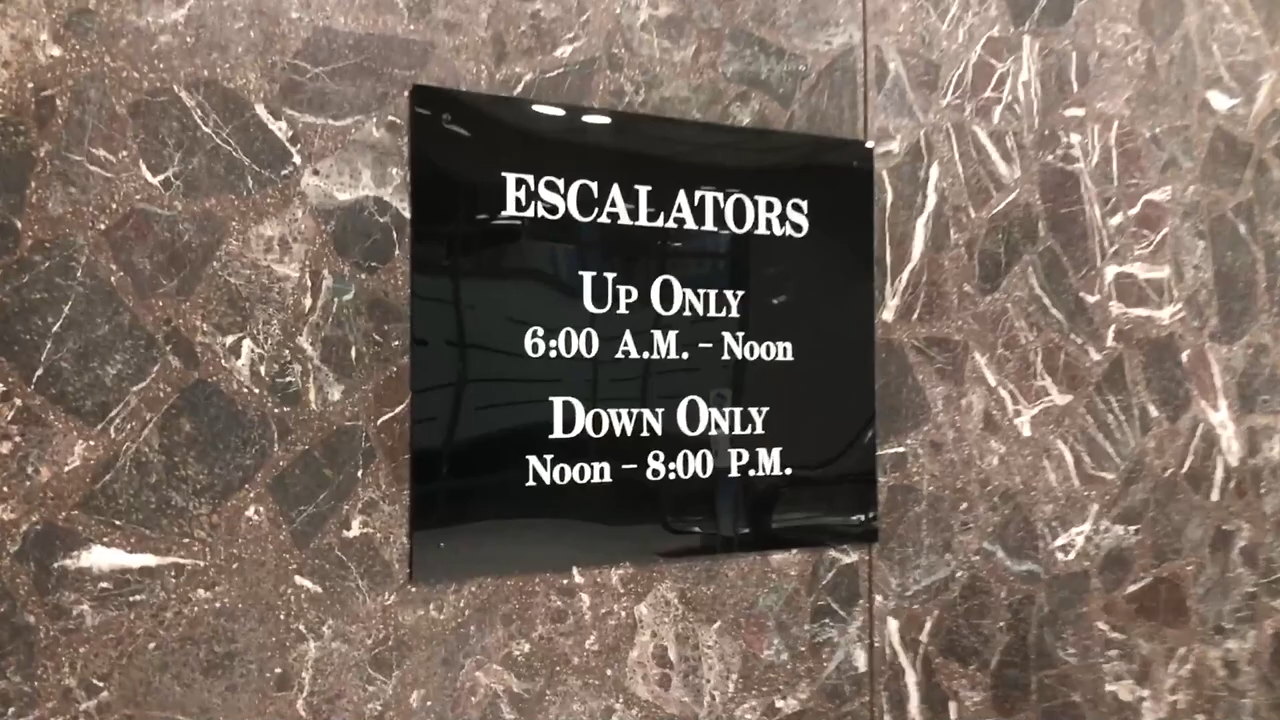 ESCALATORS
UP ONLY
6:00 A.M. - Noon
DOWN ONLY
Noon - 8:00 P.M.